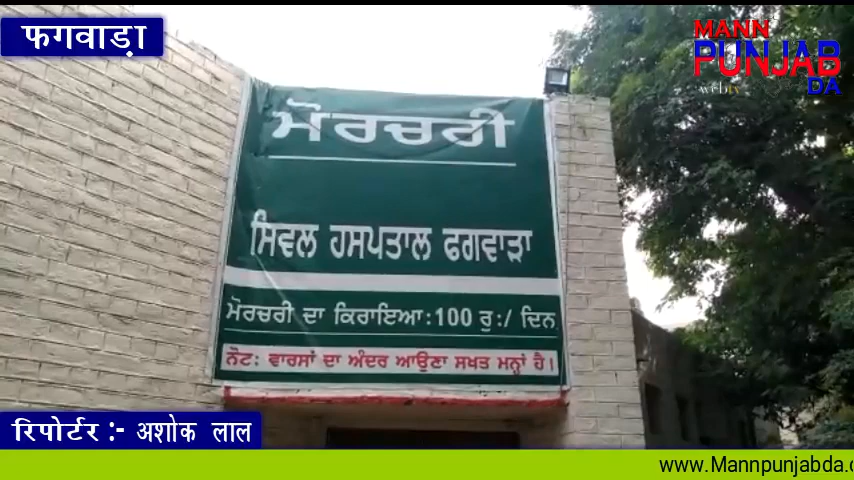 फगवाड़ा
MANN
PUNJAB
DA
webtv
ਮੋਰਚਰੀ
ਸਿਵਲ ਹਸਪਤਾਲ ਫਗਵਾੜਾ
ਮੋਰਚਰੀ ਦਾ ਕਿਰਾਇਆ:100 ਰੁ:/ ਦਿਨ
ਨੋਟ: ਵਾਰਸਾਂ ਦਾ ਅੰਦਰ ਆਉਣਾ ਸਖਤ ਮਨ੍ਹਾਂ ਹੈ।
रिपोर्टर :- अशोक लाल
www.Mannpunjabda.c